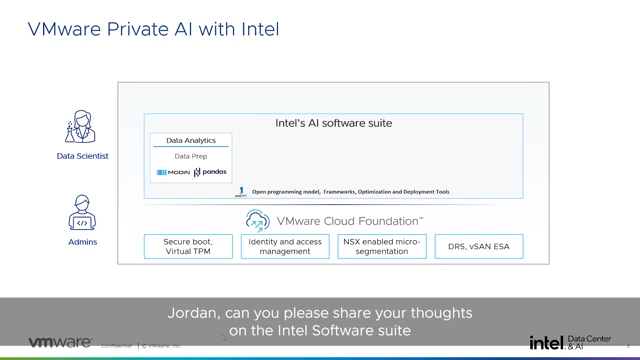 VMware Private AI with Intel
Intel's AI software suite
Data Analytics
Data Prep
MODIN pandas
Data Scientist
oneAPI Open programming model, Frameworks, Optimization and Deployment Tools
VMware Cloud Foundation™
Admins
Secure boot,
Virtual TPM
Identity and access
management
NSX enabled micro-
segmentation
DRS, vSAN ESA
Jordan, can you please share your thoughts
on the Intel Software suite
vmware® Confidential | © VMware, Inc.
intel. Data Center
& AI
3